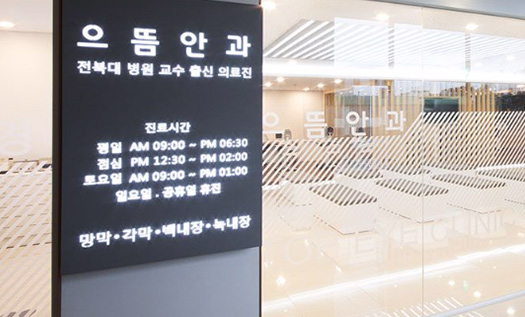 으뜸안과
전북대 병원 교수 출신 의료진
진료시간
평일 AM 09:00 ~ PM 06:30
점심 PM 12:30 ~ PM 02:00
토요일 AM 09:00 ~ PM 01:00
일요일 . 공휴일 휴진
망막•각막•백내장•녹내장
으뜸안과